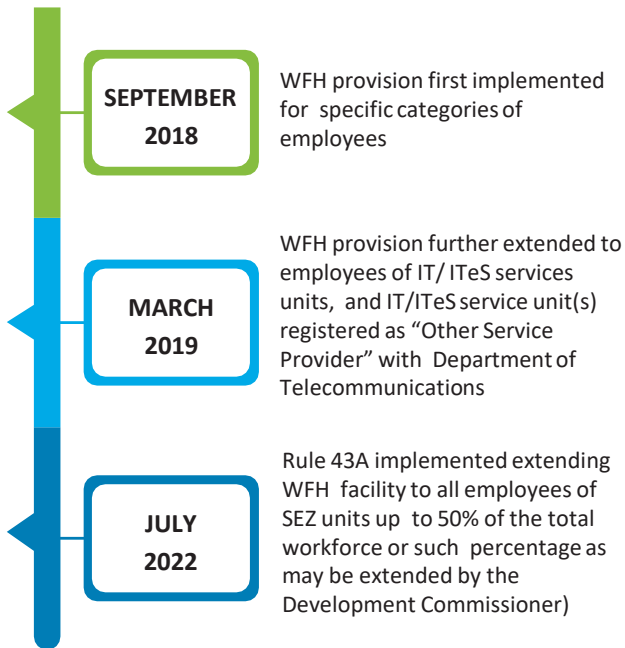 SEPTEMBER
2018
WFH provision first implemented
for specific categories of
employees
MARCH
2019
WFH provision further extended to
employees of IT/ ITeS services
units, and IT/ITeS service unit(s)
registered as “Other Service
Provider” with Department of
Telecommunications
JULY
2022
Rule 43A implemented extending
WFH facility to all employees of
SEZ units up to 50% of the total
workforce or such percentage as
may be extended by the
Development Commissioner)